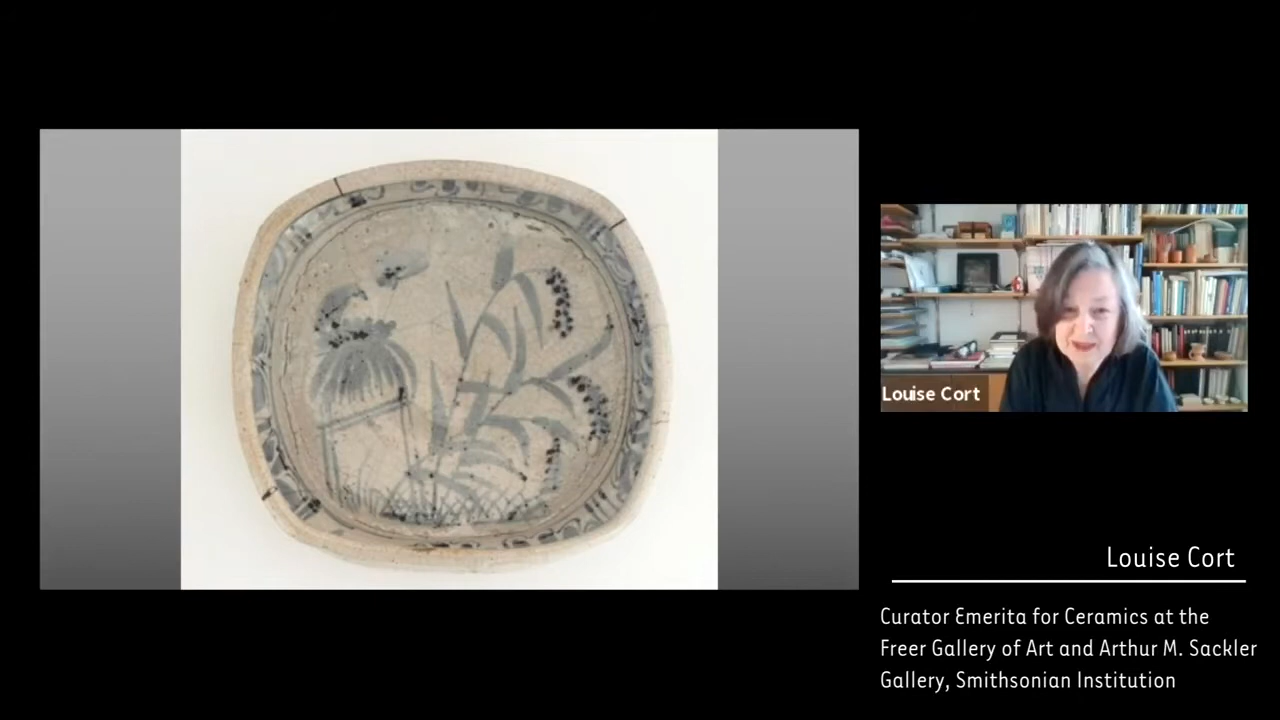 Louise Cort
Louise Cort
Curator Emerita for Ceramics at the
Freer Gallery of Art and Arthur M. Sackler
Gallery, Smithsonian Institution